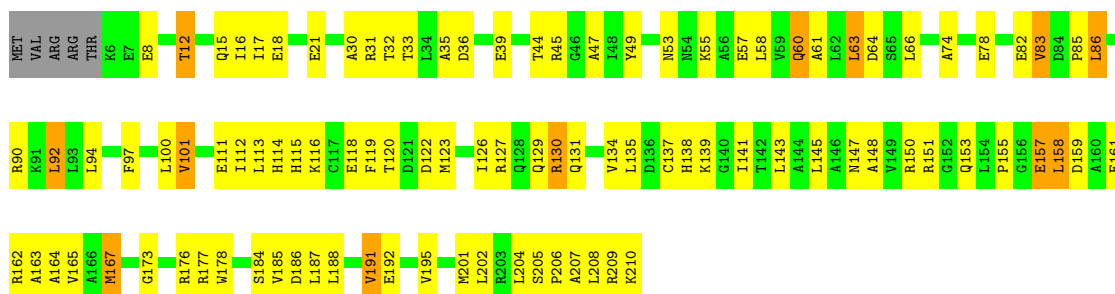 MET VAL ARG ARG THR K6 E7 E8 T12 Q15 I16 I17 E18 E21 A30 R31 T32 T33 L34 A35 D36 E39 T44 R45 G46 A47 I48 Y49 N53 N54 K55 A56 E57 L58 V59 Q60 A61 L62 L63 D64 S65 L66 A74 E78 E82 V83 D84 P85 L86
R90 K91 L92 L93 L94 F97 L100 V101 E111 I112 L113 H114 H115 K116 C117 E118 F119 T120 D121 D122 M123 I126 R127 Q128 Q129 R130 Q131 V134 L135 D136 C137 H138 K139 G140 I141 T142 L143 A144 L145 A146 N147 A148 V149 R150 R151 G152 Q153 L154 P155 G156 E157 L158 D159 A160 E161
R162 A163 A164 V165 A166 M167 G173 R176 R177 W178 S184 V185 D186 L187 L188 V191 E192 V195 M201 L202 R203 L204 S205 P206 A207 L208 R209 K210